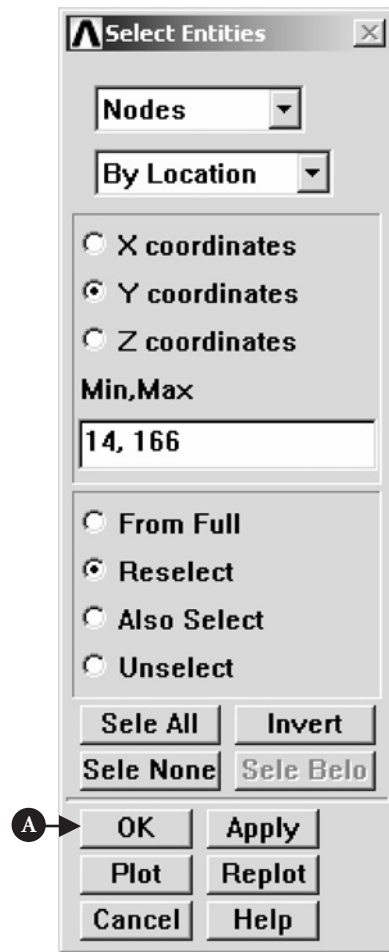 Select Entities
Nodes
By Location
X coordinates
Y coordinates
Z coordinates
Min,Max
14, 166
From Full
Reselect
Also Select
Unselect
Sele All Invert
Sele None Sele Belo
A OK Apply
Plot Replot
Cancel Help